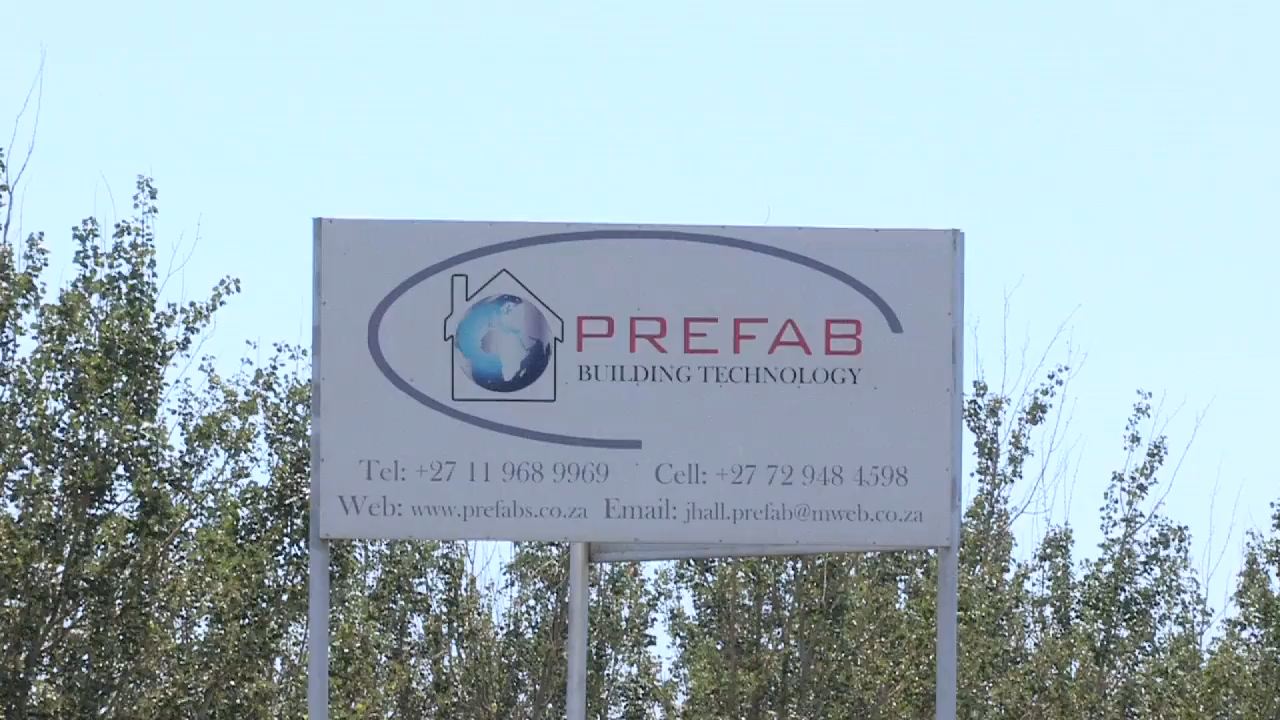 PREFAB
BUILDING TECHNOLOGY
Tel: +27 11 968 9969 Cell: +27 72 948 4598
Web: www.prefabs.co.za Email: jhall.prefab@mweb.co.za